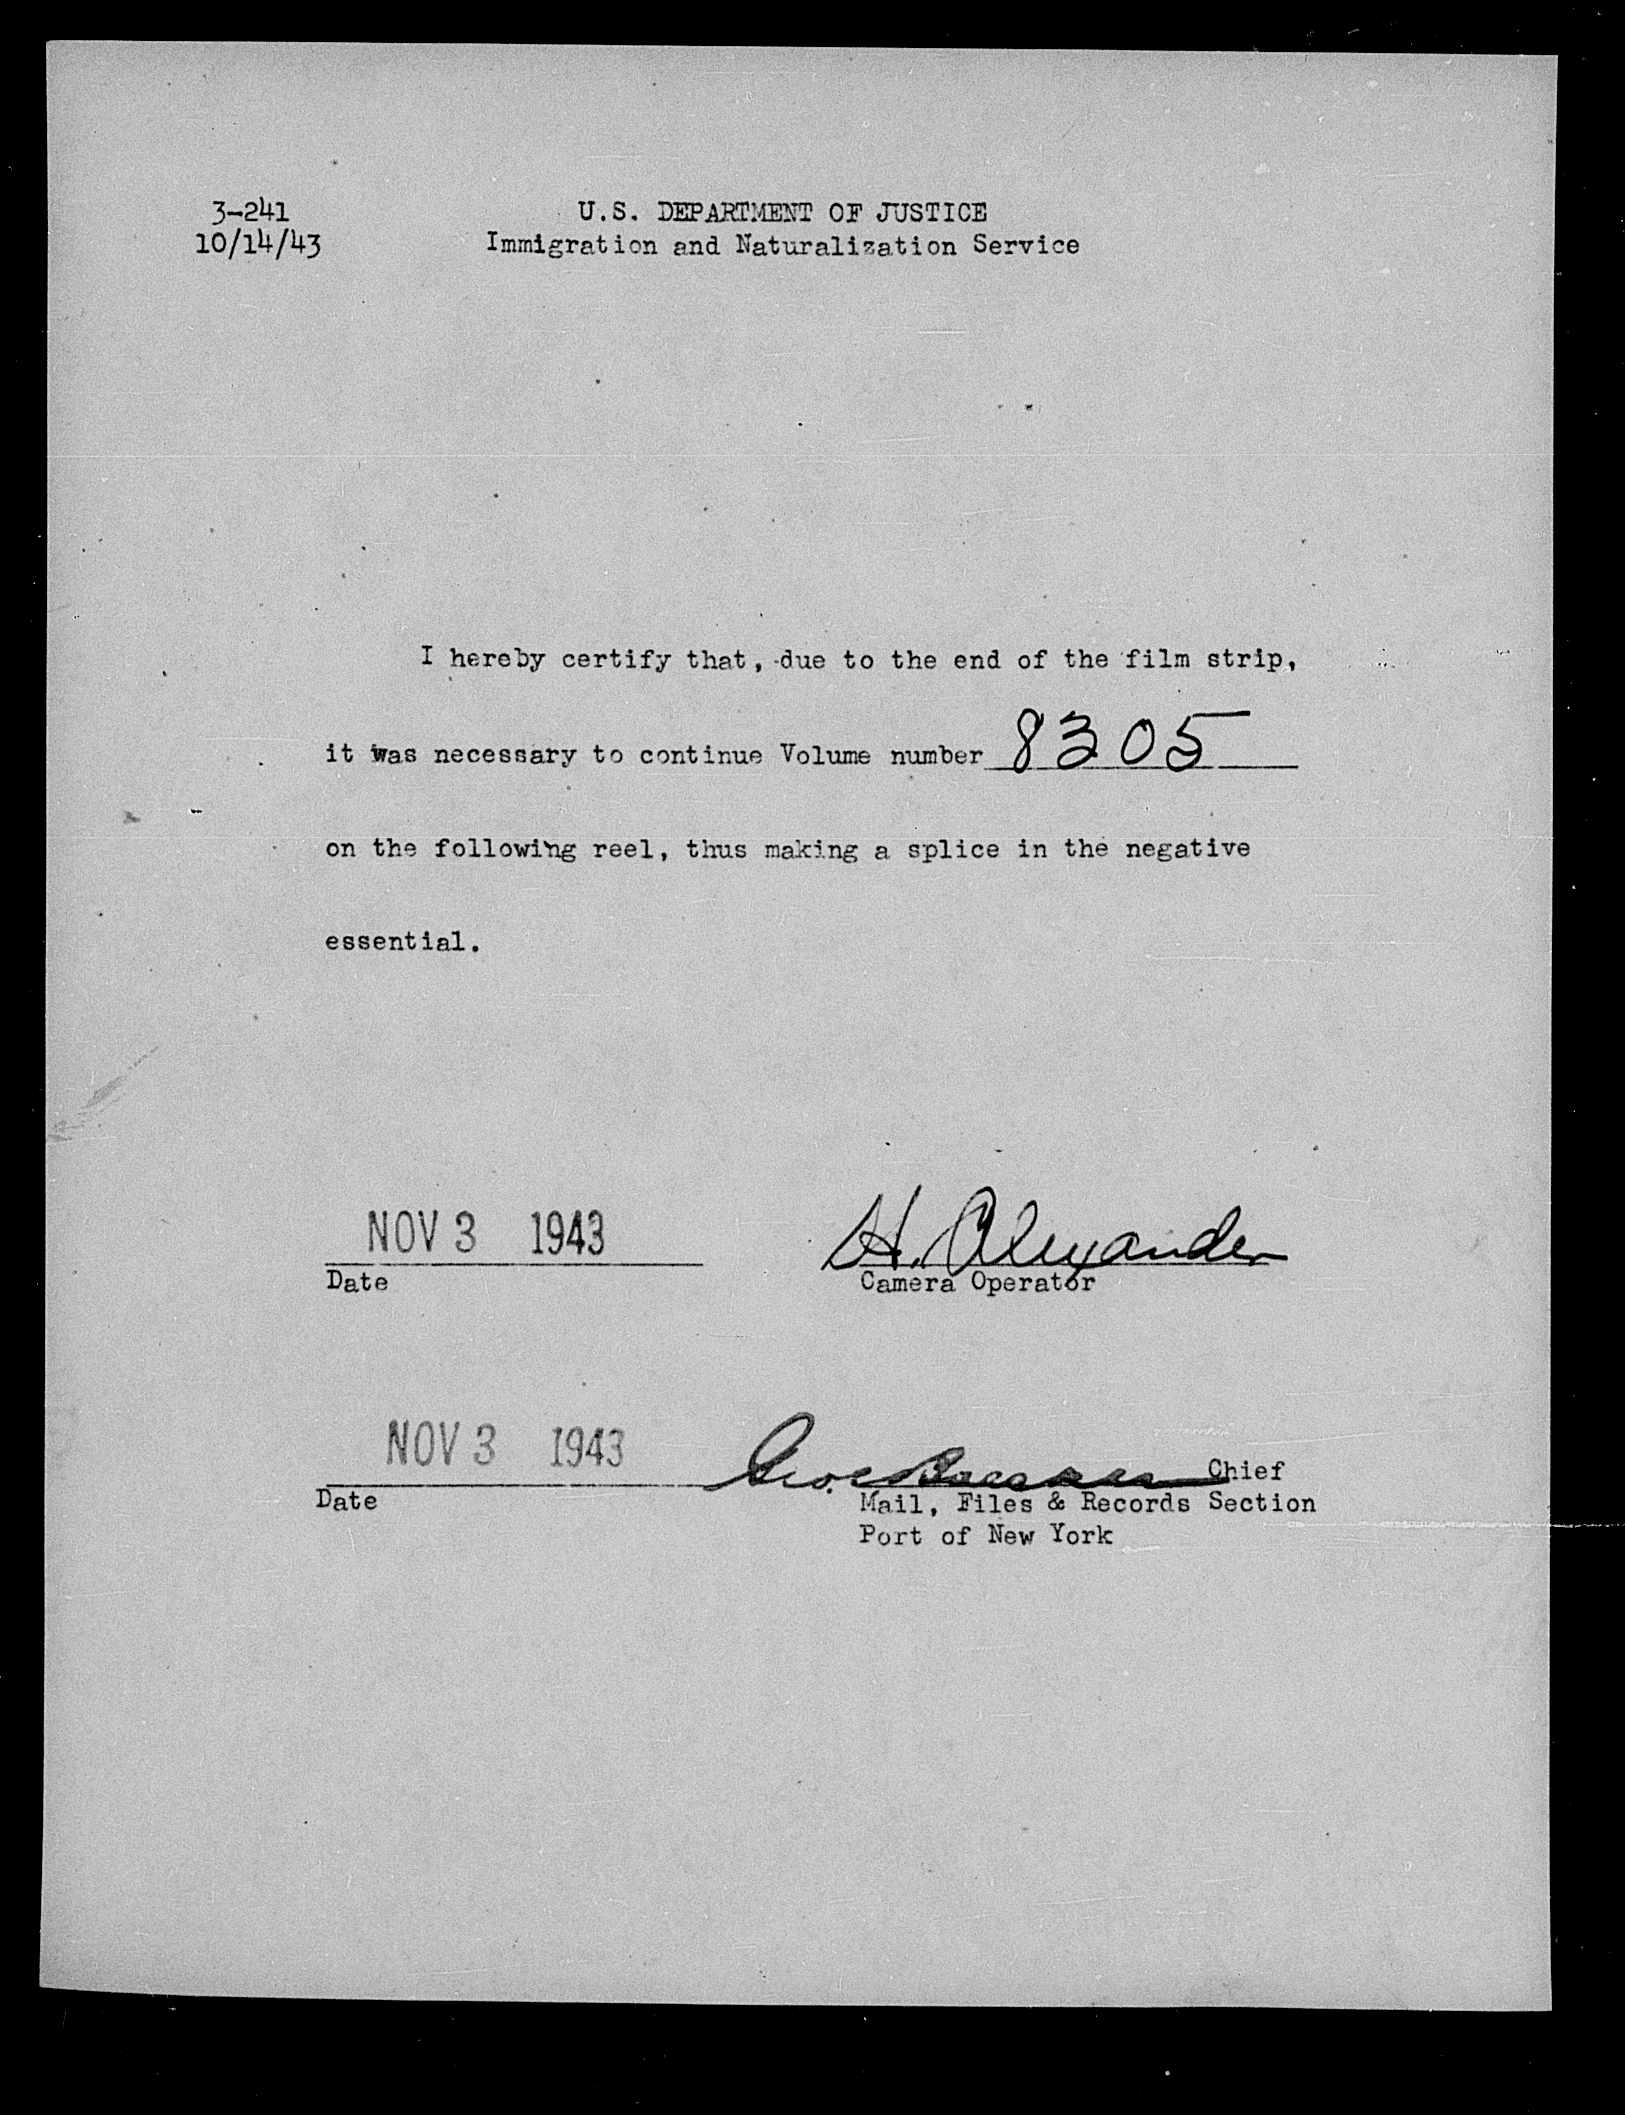 3-241
10/14/43
U.S. DEPARTMENT OF JUSTICE
Immigration and Naturalization Service
I hereby certify that, due to the end of the film strip,
it was necessary to continue Volume number 8305
on the following reel, thus making a splice in the negative
essential.
NOV 3 1943
Date
H. Alexander
Camera Operator
NOV 3 1943
Date
Geo. Chief
Mail, Files & Records Section
Port of New York